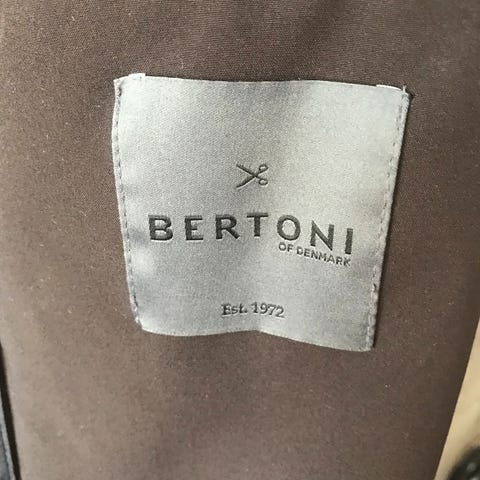 BERTONI
OF DENMARK
Est. 1972